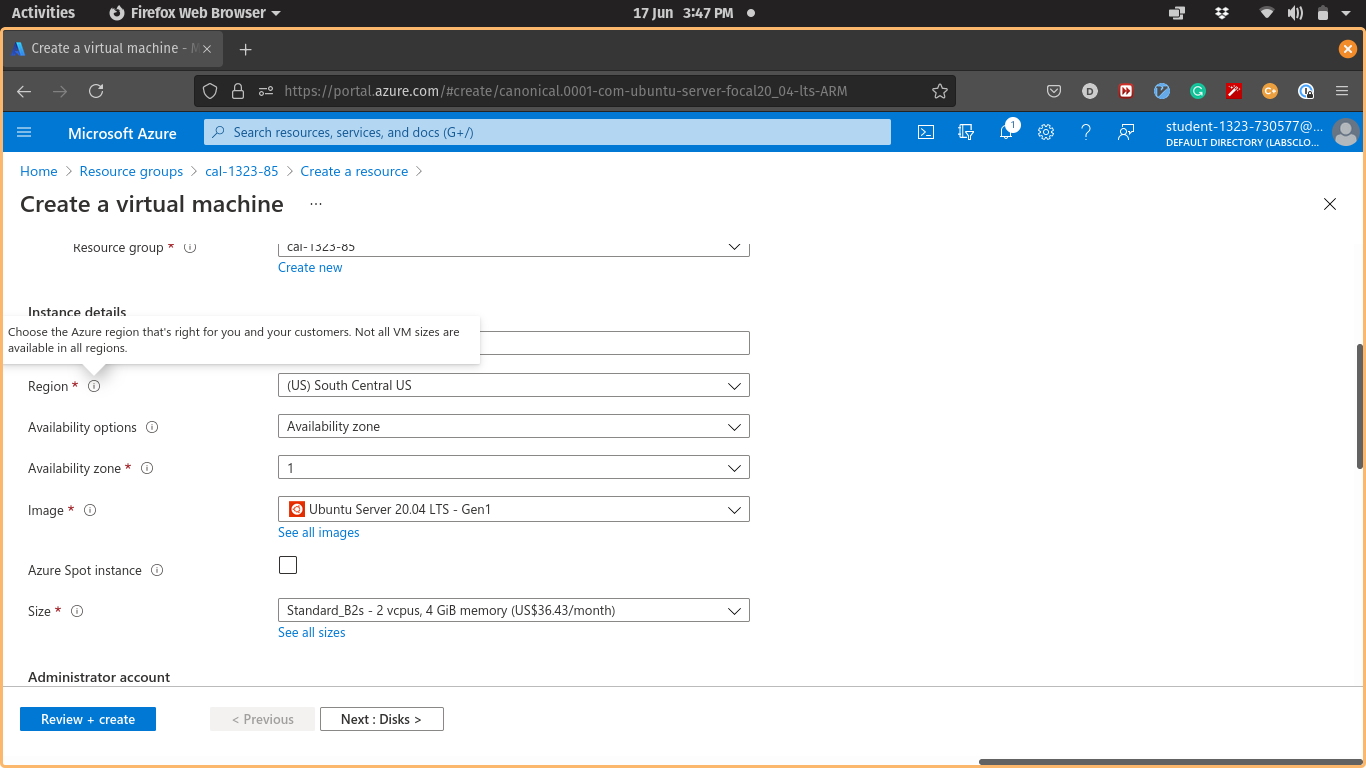 Activities
Firefox Web Browser
17 Jun 3:47 PM
Create a virtual machine - M
https://portal.azure.com/#create/canonical.0001-com-ubuntu-server-focal20_04-lts-ARM
Microsoft Azure
Search resources, services, and docs (G+/)
1
student-1323-730577@...
DEFAULT DIRECTORY (LABSCLO...
Home > Resource groups > cal-1323-85 > Create a resource >
Create a virtual machine ...
Resource group *
cal-1323-85
Create new
Instance details
Choose the Azure region that's right for you and your customers. Not all VM sizes are
available in all regions.
Region *
(US) South Central US
Availability options
Availability zone
Availability zone *
1
Image *
Ubuntu Server 20.04 LTS - Gen1
See all images
Azure Spot instance
Size *
Standard_B2s - 2 vcpus, 4 GiB memory (US$36.43/month)
See all sizes
Administrator account
Review + create
< Previous
Next : Disks >